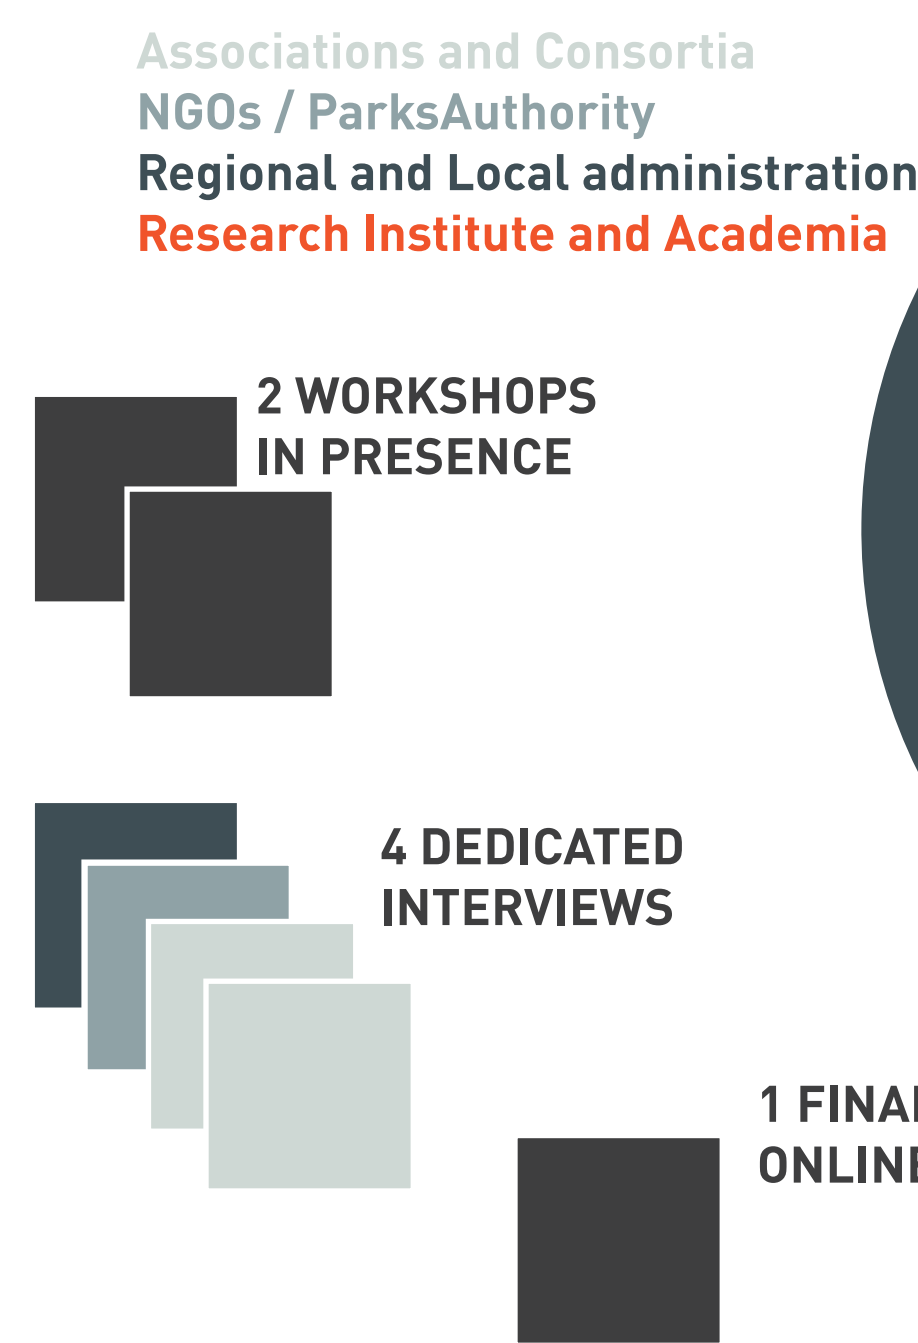 Associations and Consortia
NGOs / ParksAuthority
Regional and Local administration
Research Institute and Academia
2 WORKSHOPS
IN PRESENCE
4 DEDICATED
INTERVIEWS
1